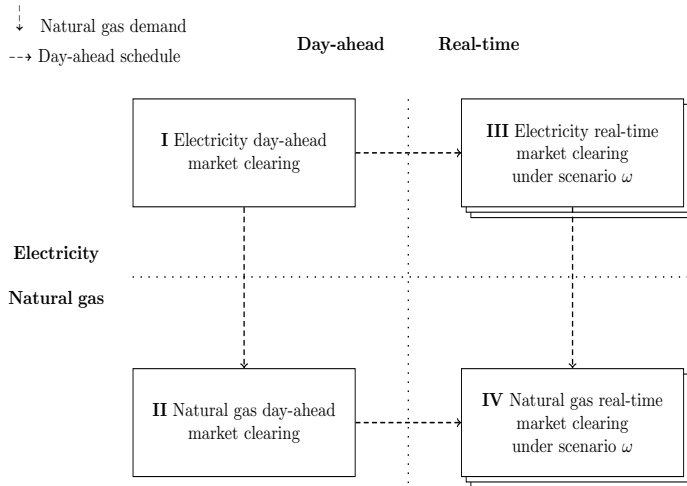 Natural gas demand
Day-ahead schedule
Day-ahead
Real-time
I Electricity day-ahead
market clearing
III Electricity real-time
market clearing
under scenario ω
Electricity
Natural gas
II Natural gas day-ahead
market clearing
IV Natural gas real-time
market clearing
under scenario ω